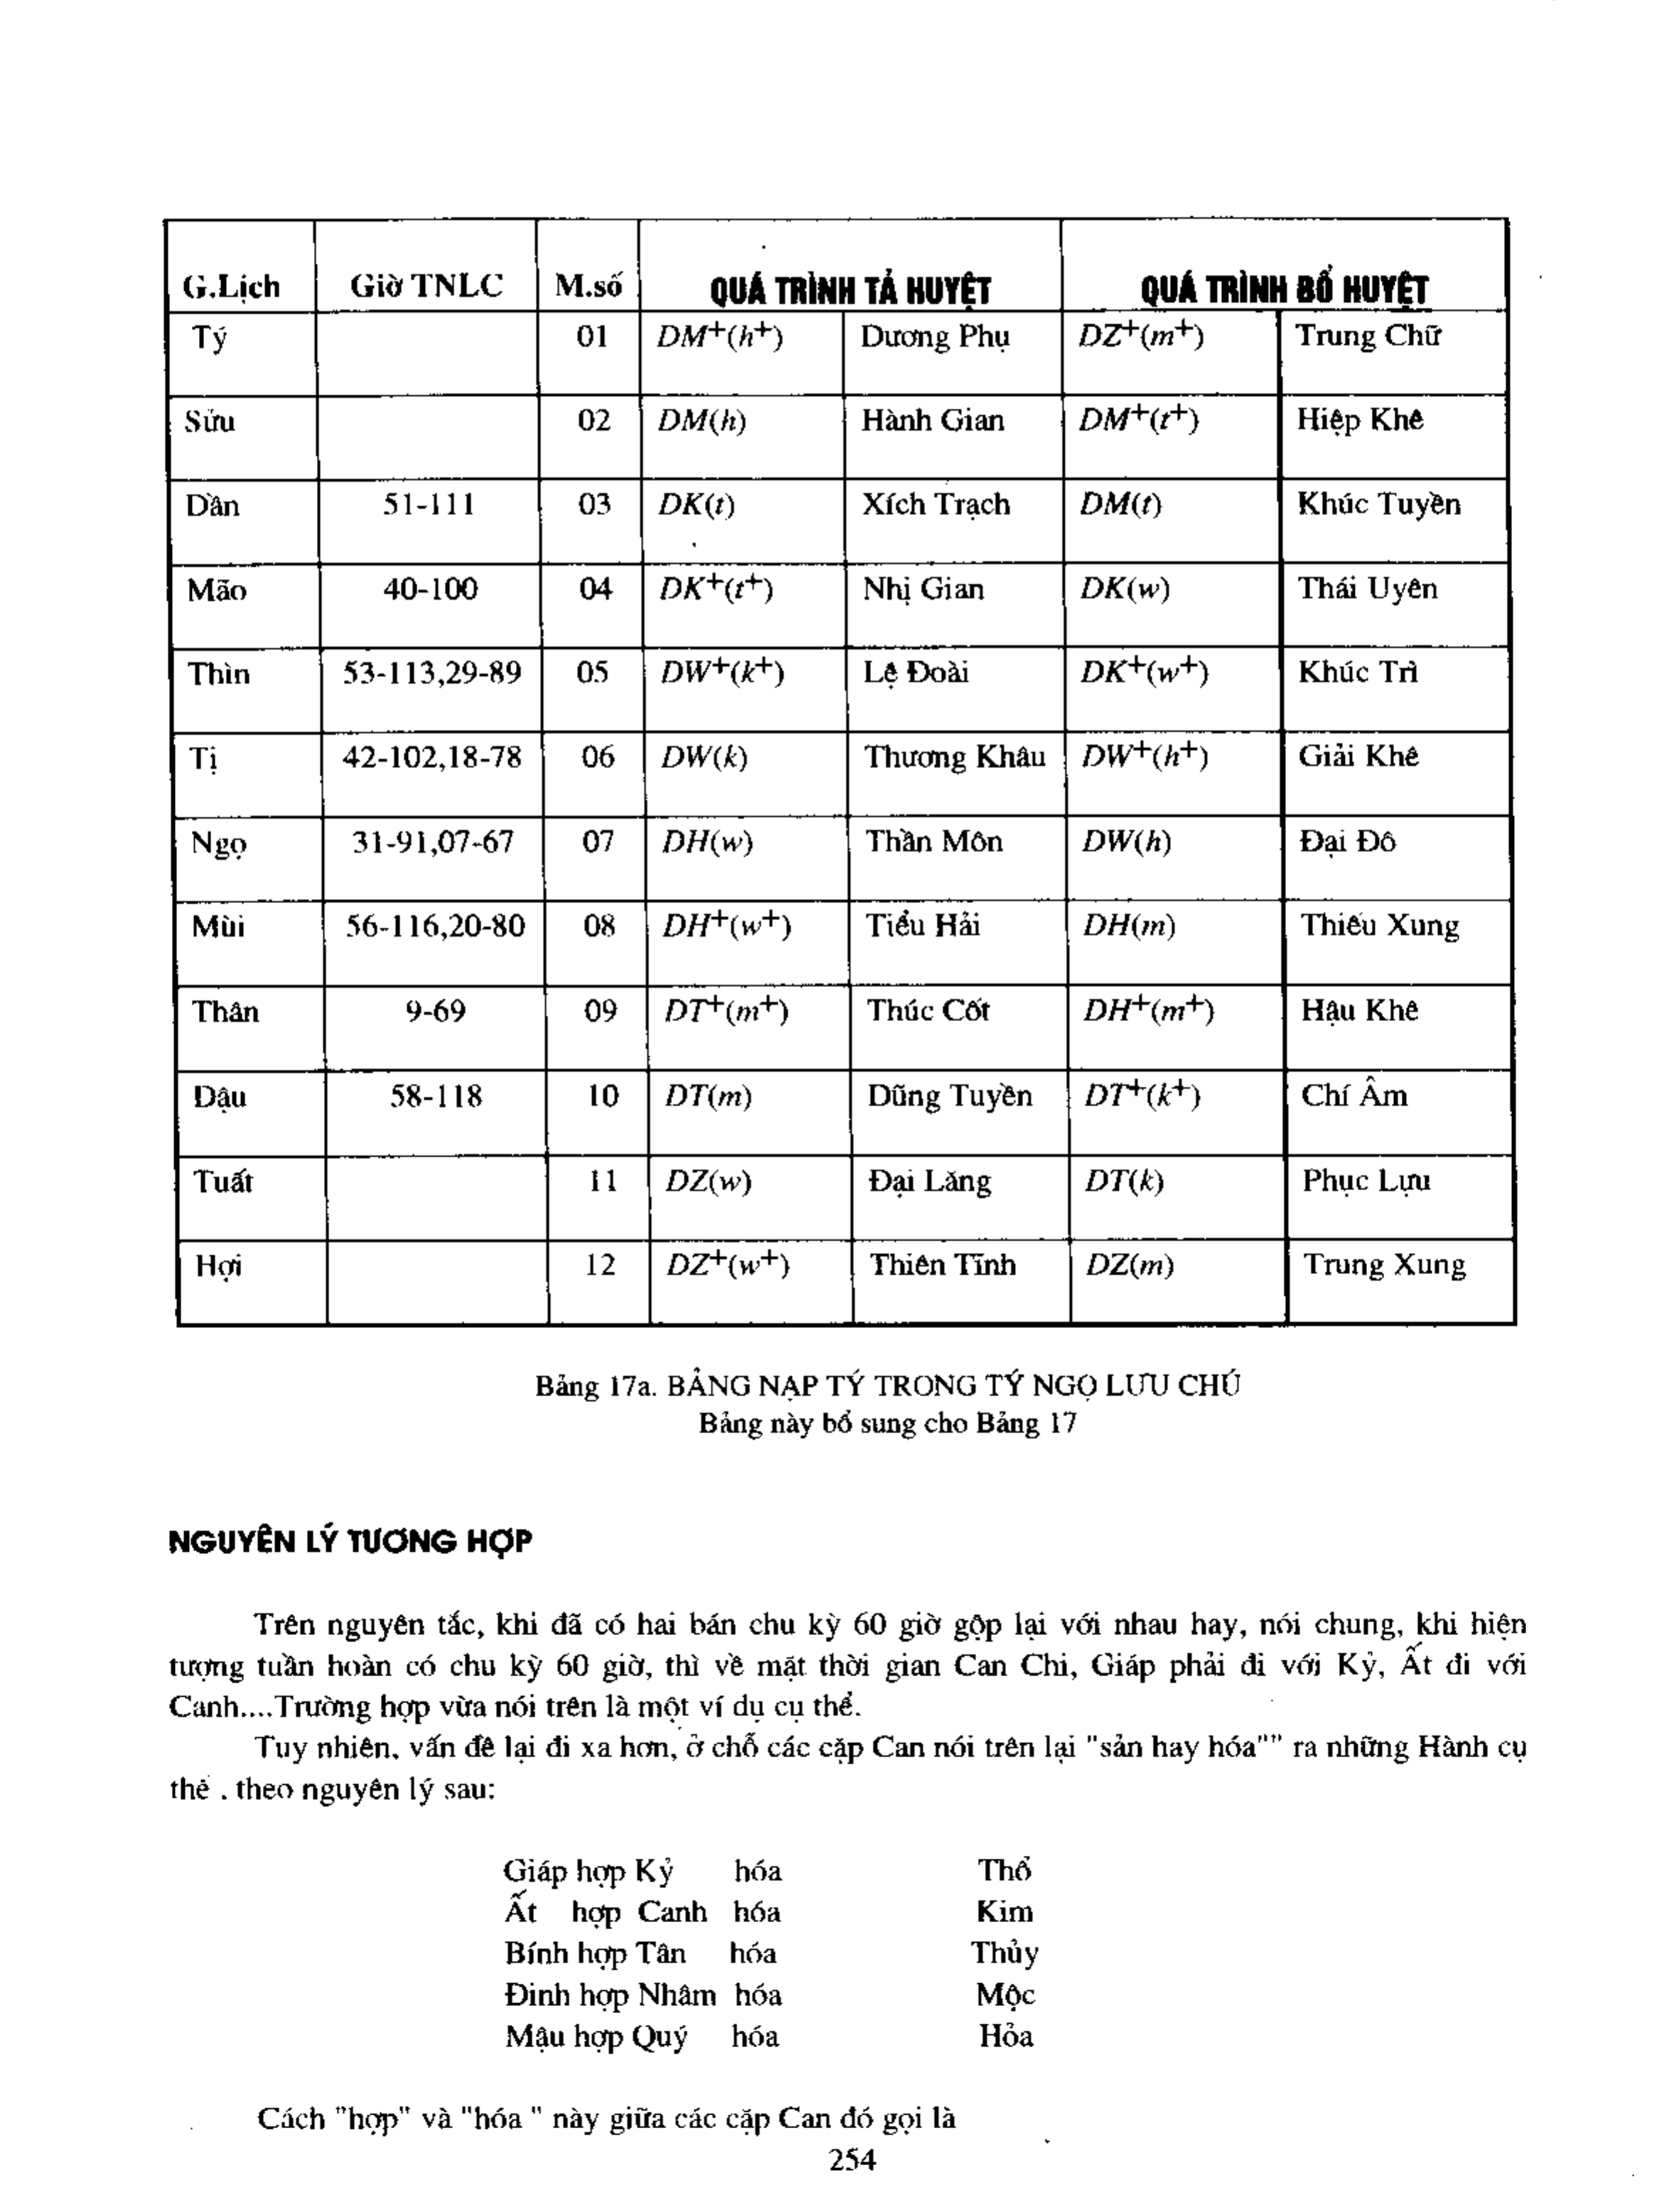 G.Lịch Giờ TNLC M.số QUÁ TRÌNH TẢ HUYỆT QUÁ TRÌNH BỔ HUYỆT
Tý 01 DM+(h+) Dương Phụ DZ+(m+) Trung Chữ
Sửu 02 DM(h) Hành Gian DM+(t+) Hiệp Khê
Dần 51-111 03 DK(t) Xích Trạch DM(t) Khúc Tuyền
Mão 40-100 04 DK+(t+) Nhị Gian DK(w) Thái Uyên
Thìn 53-113,29-89 05 DW+(k+) Lệ Đoài DK+(w+) Khúc Trì
Tị 42-102,18-78 06 DW(k) Thương Khâu DW+(h+) Giải Khê
Ngọ 31-91,07-67 07 DH(w) Thần Môn DW(h) Đại Đô
Mùi 56-116,20-80 08 DH+(w+) Tiểu Hải DH(m) Thiếu Xung
Thân 9-69 09 DT+(m+) Thúc Cốt DH+(m+) Hậu Khê
Dậu 58-118 10 DT(m) Dũng Tuyền DT+(k+) Chí Âm
Tuất 11 DZ(w) Đại Lăng DT(k) Phục Lựu
Hợi 12 DZ+(w+) Thiên Tĩnh DZ(m) Trung Xung
Bảng 17a. BẢNG NẠP TÝ TRONG TÝ NGỌ LƯU CHÚ
Bảng này bổ sung cho Bảng 17
NGUYÊN LÝ TƯƠNG HỢP
Trên nguyên tắc, khi đã có hai bán chu kỳ 60 giờ gộp lại với nhau hay, nói chung, khi hiện
tượng tuần hoàn có chu kỳ 60 giờ, thì về mặt thời gian Can Chi, Giáp phải đi với Kỷ, Ất đi với
Canh....Trường hợp vừa nói trên là một ví dụ cụ thể.
Tuy nhiên, vấn đề lại đi xa hơn, ở chỗ các cặp Can nói trên lại "sản hay hóa"" ra những Hành cụ
thẻ . theo nguyên lý sau:
Giáp hợp Kỷ hóa Thổ
Ất hợp Canh hóa Kim
Bính hợp Tân hóa Thủy
Đinh hợp Nhâm hóa Mộc
Mậu hợp Quý hóa Hỏa
Cách "hợp" và "hóa " này giữa các cặp Can đó gọi là
254